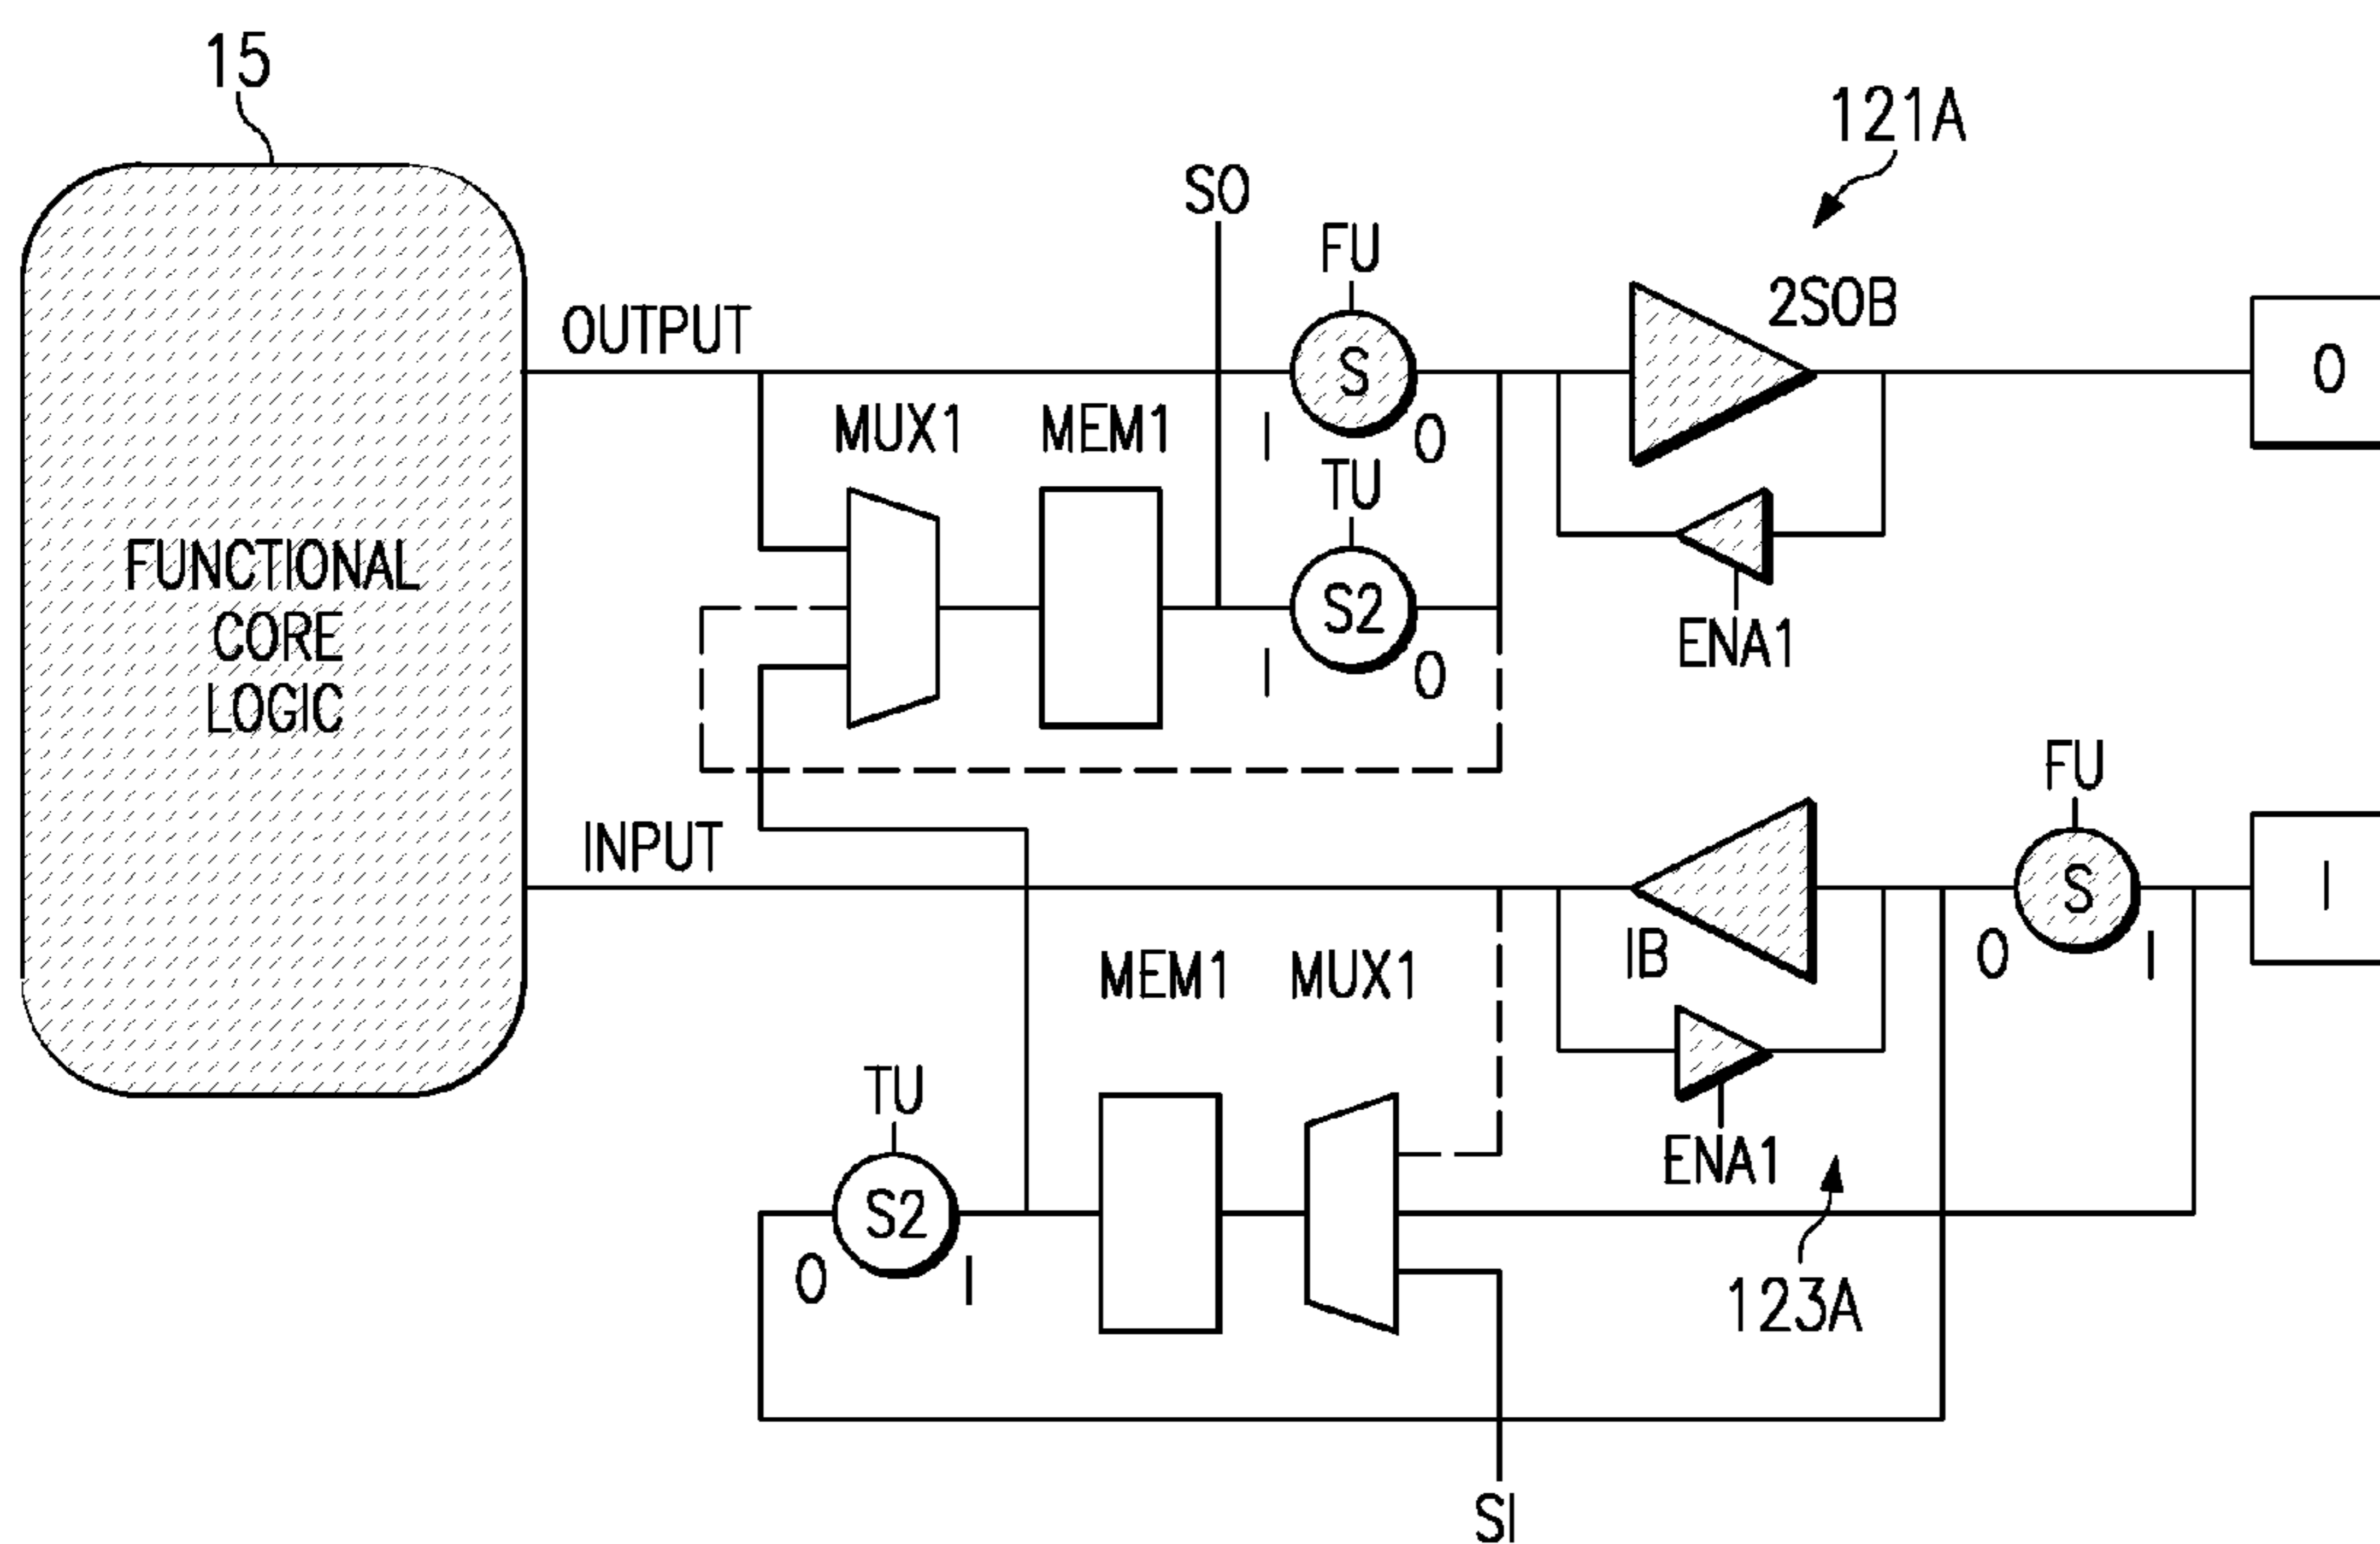 15
121A
SO
FU
2SOB
OUTPUT
S
O
MUX1
MEM1
I
O
TU
FUNCTIONAL
CORE
LOGIC
S2
ENA1
I
O
FU
INPUT
S
I
IB
O
I
MEM1
MUX1
TU
ENA1
S2
O
I
123A
SI